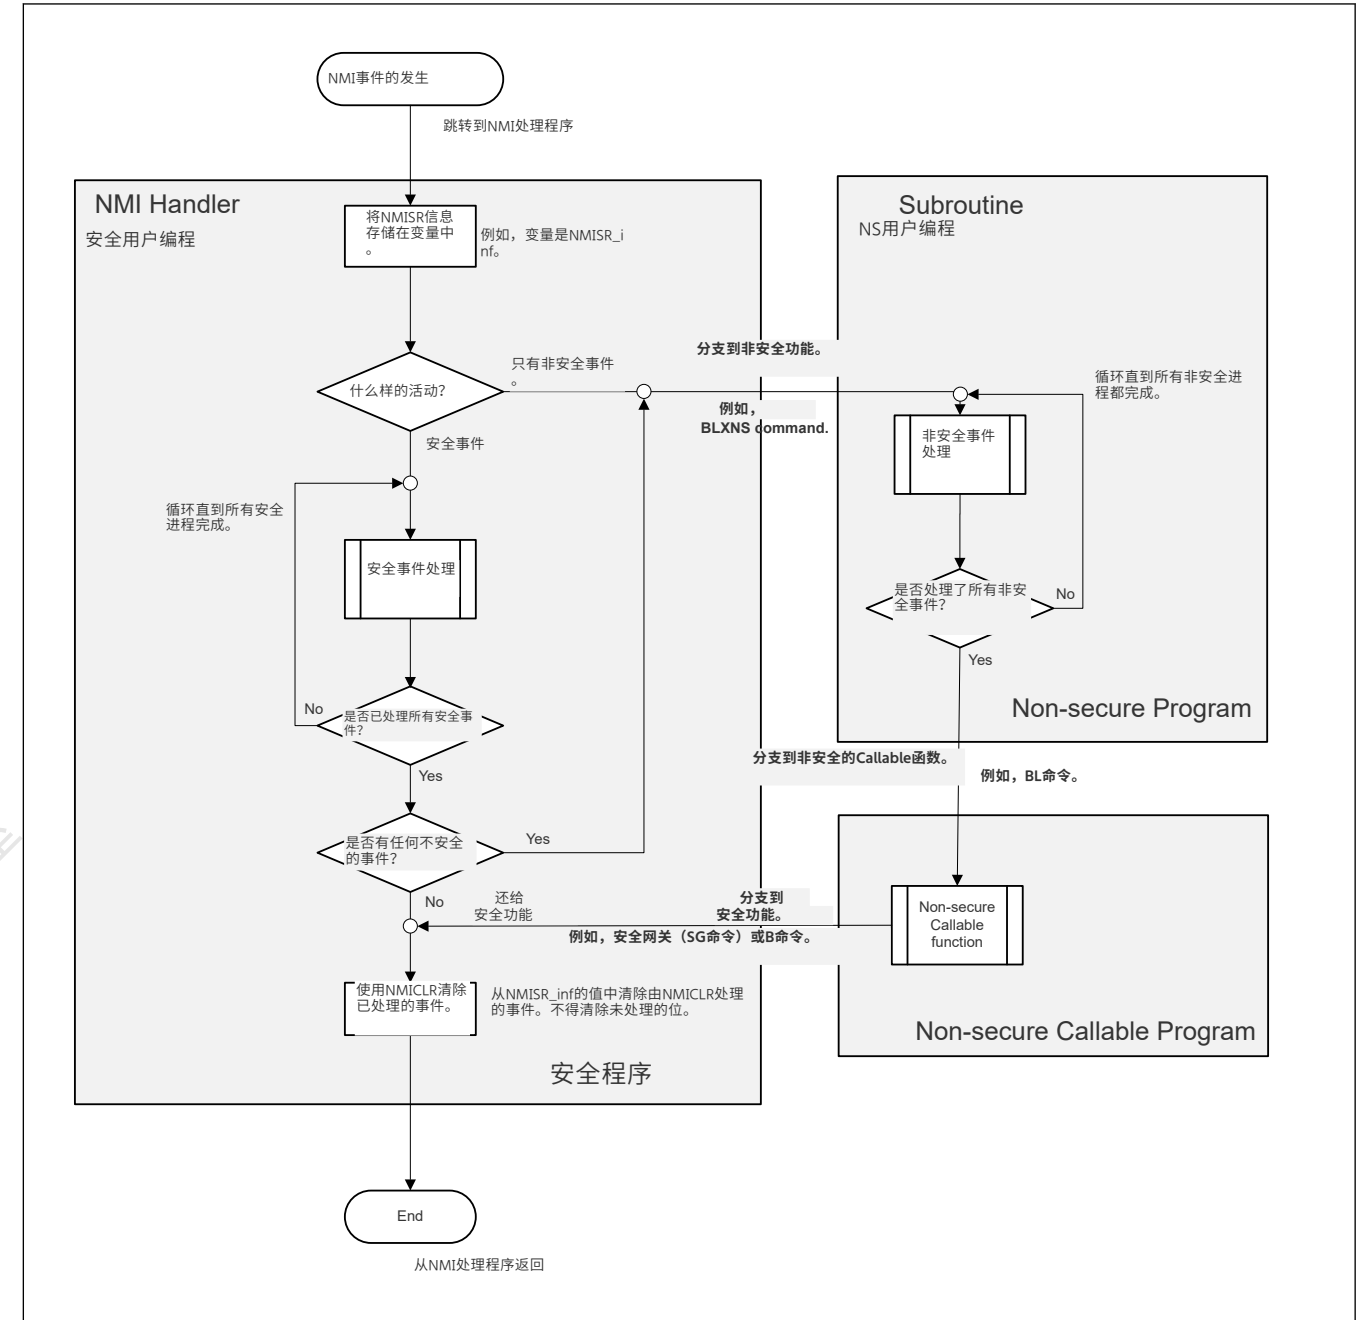 NMI事件的发生
跳转到NMI处理程序
NMI Handler
安全用户编程
将NMISR信息
存储在变量中
。
例如，变量是NMISR_i
nf。
Subroutine
NS用户编程
什么样的活动？
只有非安全事件
。
分支到非安全功能。
例如，
BLXNS command.
循环直到所有非安全进
程都完成。
非安全事件
处理
安全事件
循环直到所有安全
进程完成。
安全事件处理
是否处理了所有非安
全事件？
No
Yes
Non-secure Program
No
是否已处理所有安全事
件？
Yes
分支到非安全的Callable函数。
例如，BL命令。
是否有任何不安全
的事件？
Yes
No
还给
安全功能
分支到
安全功能。
例如，安全网关（SG命令）或B命令。
Non-secure
Callable
function
使用NMICLR清除
已处理的事件。
从NMISR_inf的值中清除由NMICLR处理
的事件。不得清除未处理的位。
Non-secure Callable Program
安全程序
End
从NMI处理程序返回